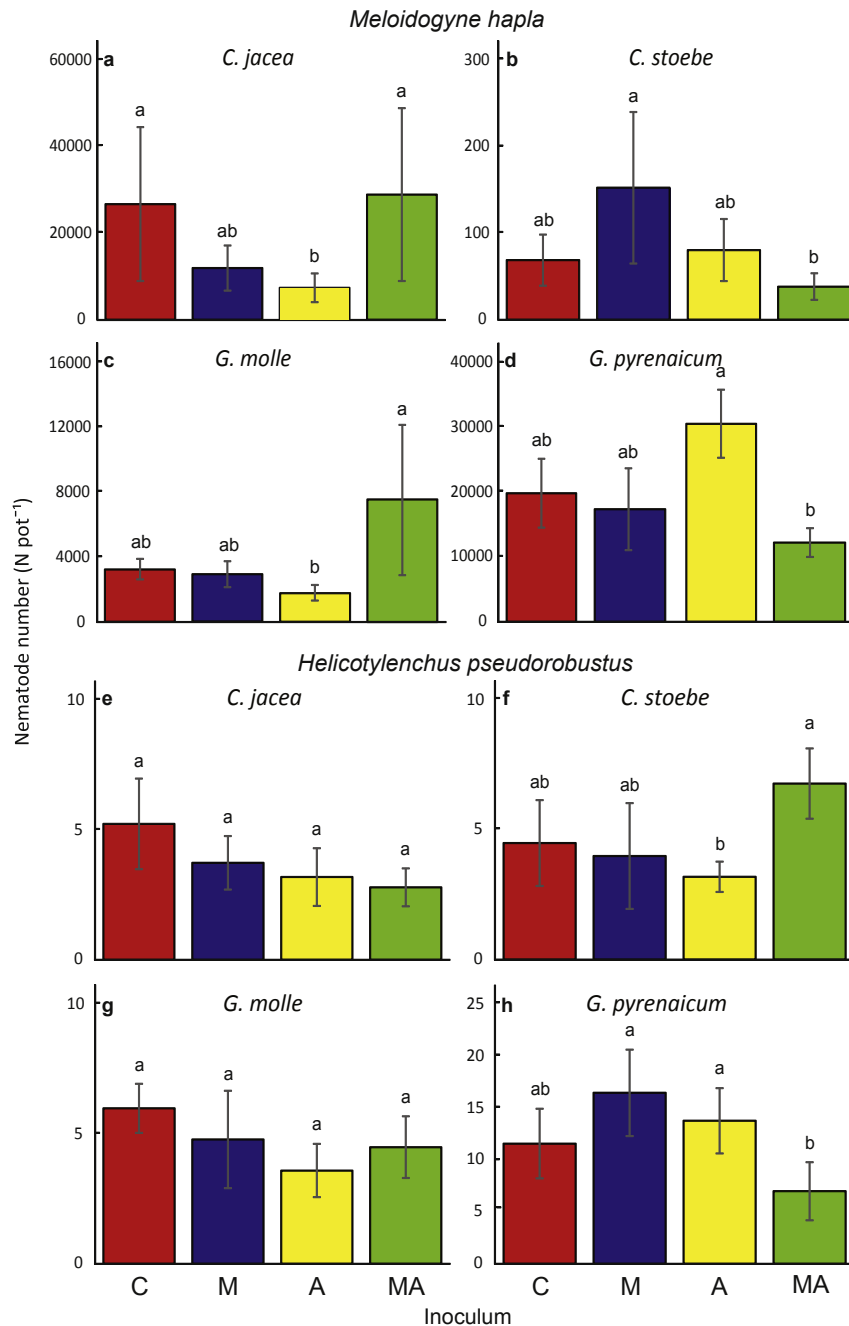 Meloidogyne hapla
a C. jacea
60000
40000
20000
0
a
ab
b
a
b C. stoebe
300
200
100
0
ab
a
ab
b
c G. molle
16000
12000
8000
4000
0
ab
ab
b
a
d G. pyrenaicum
40000
30000
20000
10000
0
ab
ab
a
b
Nematode number (N pot⁻¹)
Helicotylenchus pseudorobustus
e C. jacea
10
5
0
a
a
a
a
f C. stoebe
10
5
0
ab
ab
b
a
g G. molle
10
5
0
a
a
a
a
h G. pyrenaicum
25
20
15
10
5
0
ab
a
a
b
C M A MA
C M A MA
Inoculum